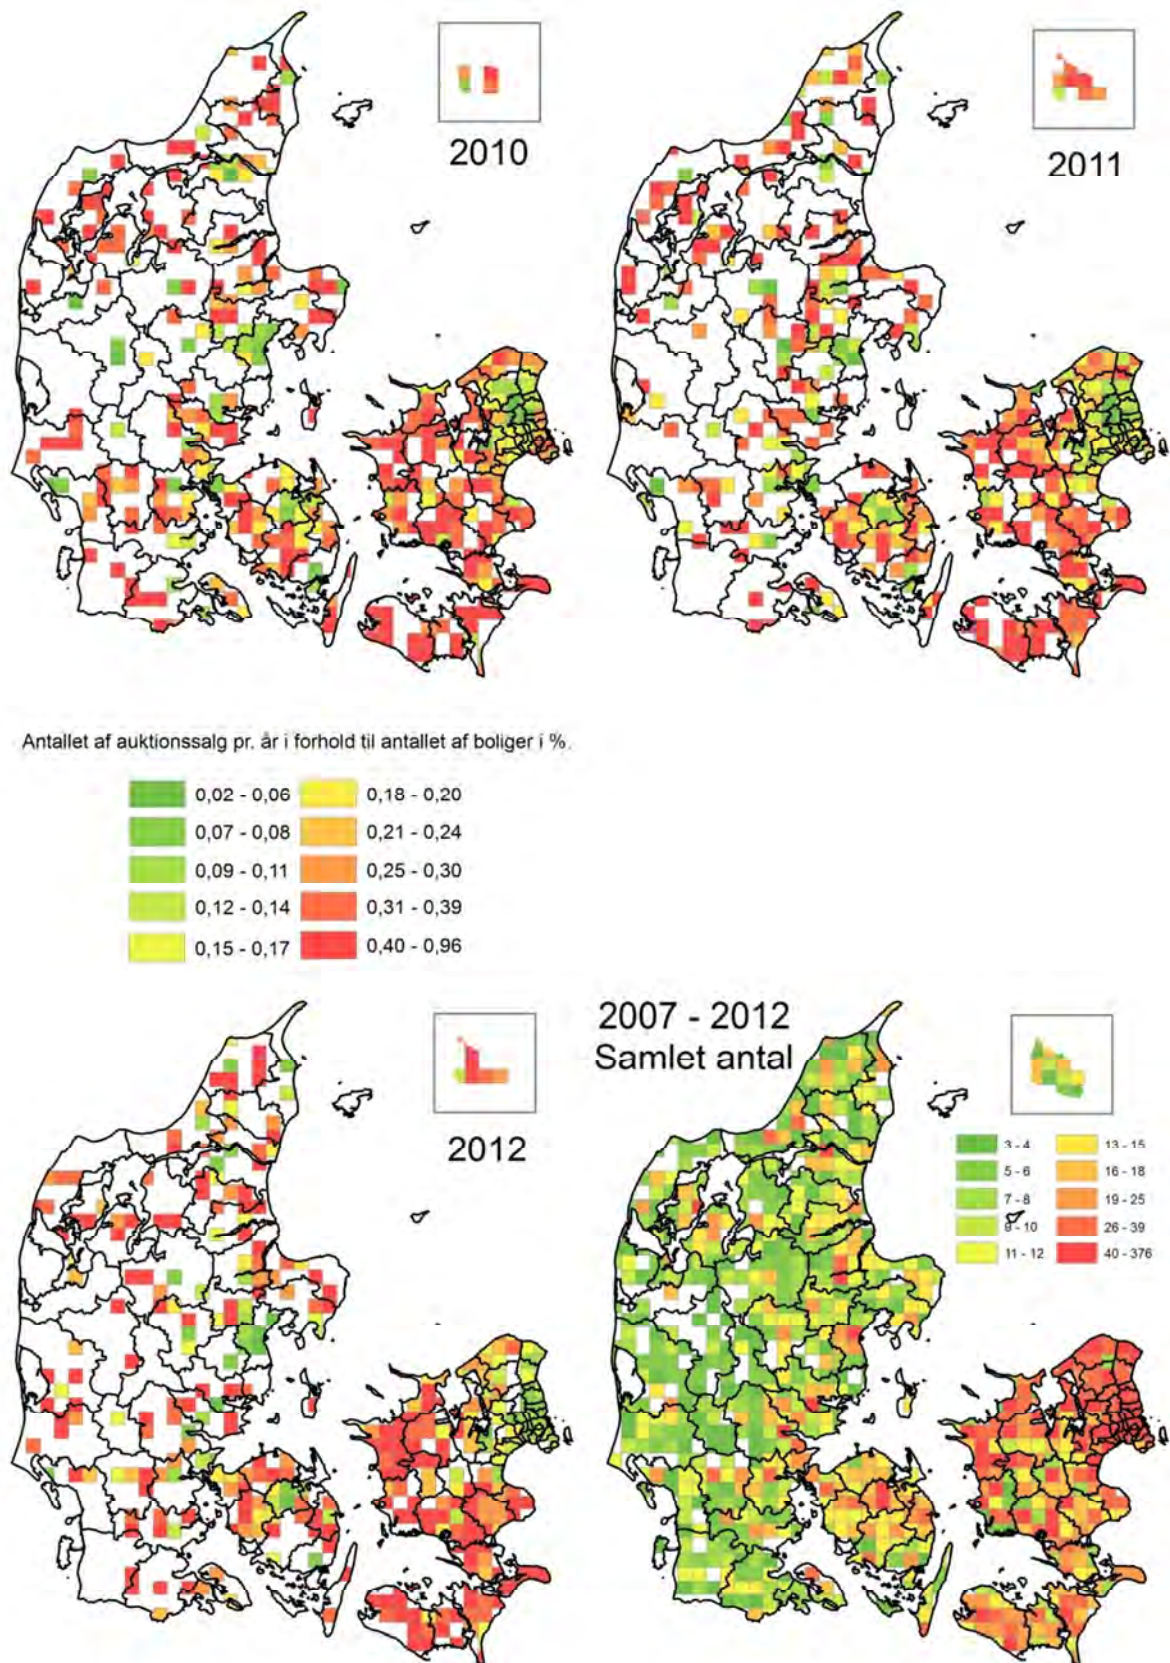 2010
2011
Antallet af auktionssalg pr. år i forhold til antallet af boliger i %.
0,02 - 0,06
0,18 - 0,20
0,07 - 0,08
0,21 - 0,24
0,09 - 0,11
0,25 - 0,30
0,12 - 0,14
0,31 - 0,39
0,15 - 0,17
0,40 - 0,96
2012
2007 - 2012
Samlet antal
3 - 4
13 - 15
5 - 6
16 - 18
7 - 8
19 - 25
9 - 10
26 - 39
11 - 12
40 - 376